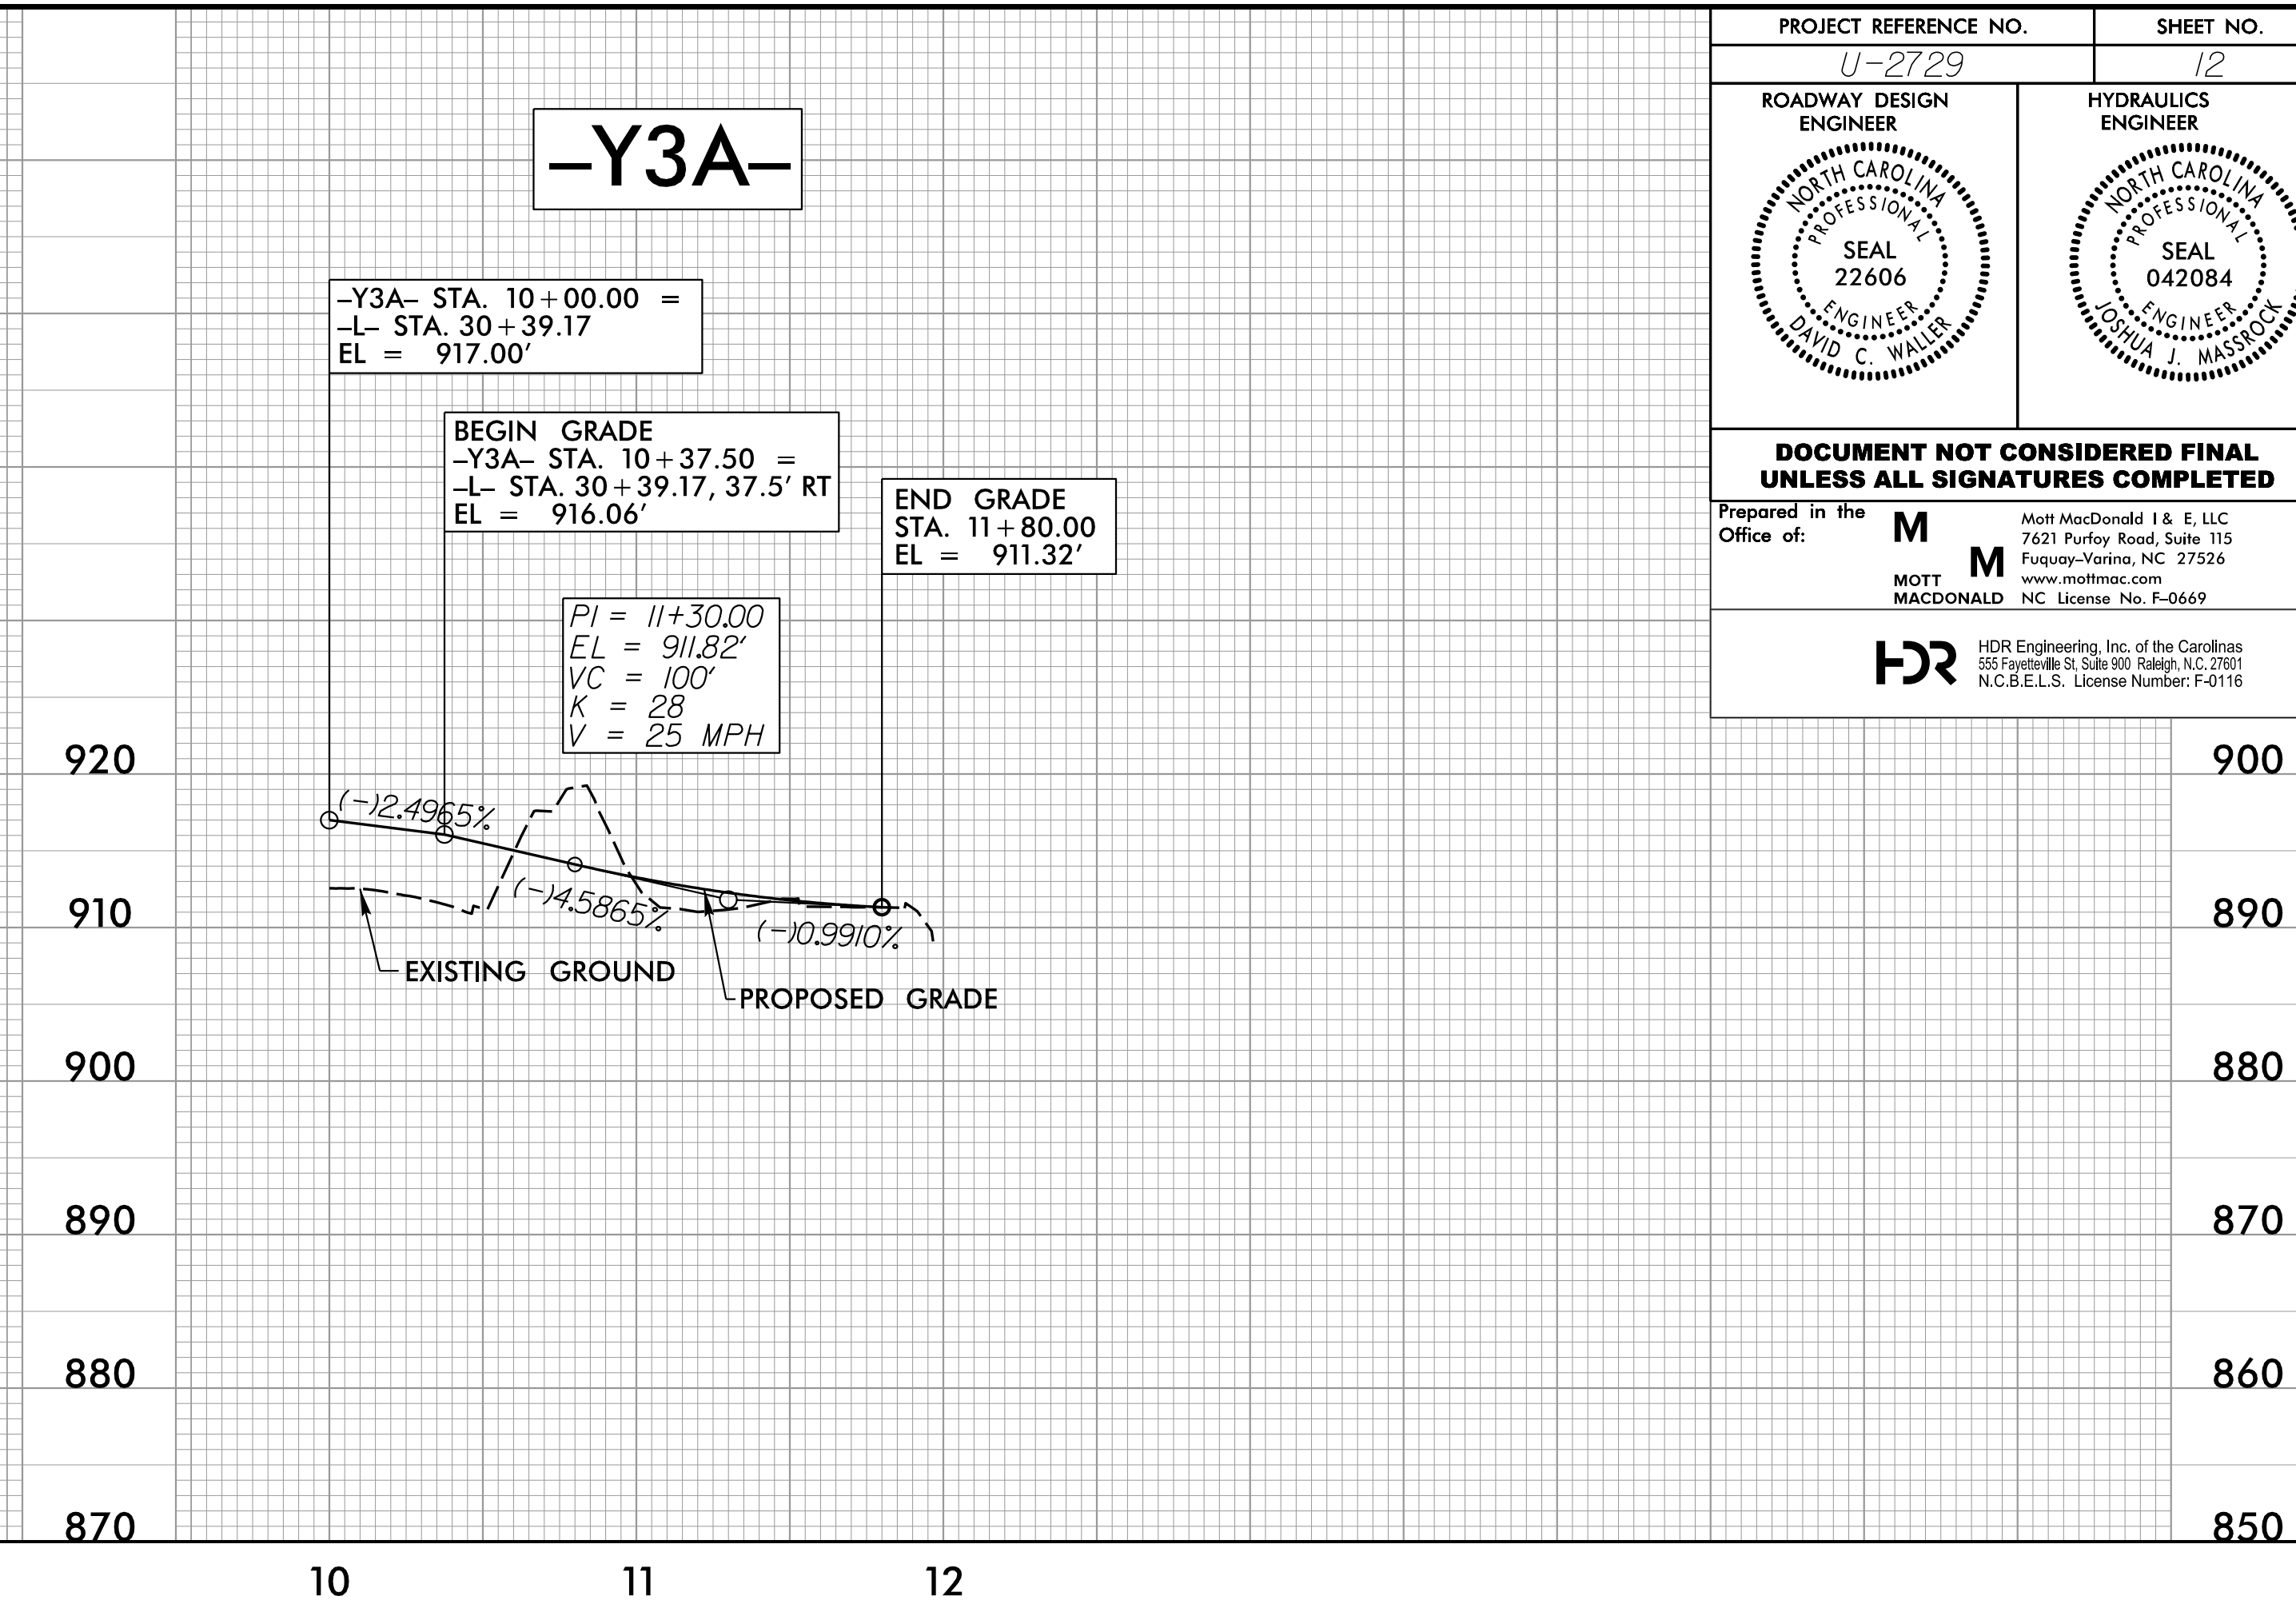 PROJECT REFERENCE NO.
SHEET NO.
U-2729
12
ROADWAY DESIGN
ENGINEER
HYDRAULICS
ENGINEER
NORTH CAROLINA
PROFESSIONAL
SEAL
22606
ENGINEER
DAVID C. WALLER
NORTH CAROLINA
PROFESSIONAL
SEAL
042084
ENGINEER
JOSHUA J. MASSROCK
DOCUMENT NOT CONSIDERED FINAL
UNLESS ALL SIGNATURES COMPLETED
Prepared in the
Office of:
M
M
MOTT
MACDONALD
Mott MacDonald I & E, LLC
7621 Purfoy Road, Suite 115
Fuquay–Varina, NC 27526
www.mottmac.com
NC License No. F–0669
HDR
HDR Engineering, Inc. of the Carolinas
555 Fayetteville St, Suite 900 Raleigh, N.C. 27601
N.C.B.E.L.S. License Number: F-0116
–Y3A–
–Y3A– STA. 10+00.00 =
–L– STA. 30+39.17
EL = 917.00′
BEGIN GRADE
–Y3A– STA. 10+37.50 =
–L– STA. 30+39.17, 37.5′ RT
EL = 916.06′
END GRADE
STA. 11+80.00
EL = 911.32′
PI = 11+30.00
EL = 911.82′
VC = 100′
K = 28
V = 25 MPH
(-)2.4965%
(-)4.5865%
(-)0.9910%
EXISTING GROUND
PROPOSED GRADE
920
910
900
890
880
870
900
890
880
870
860
850
10
11
12